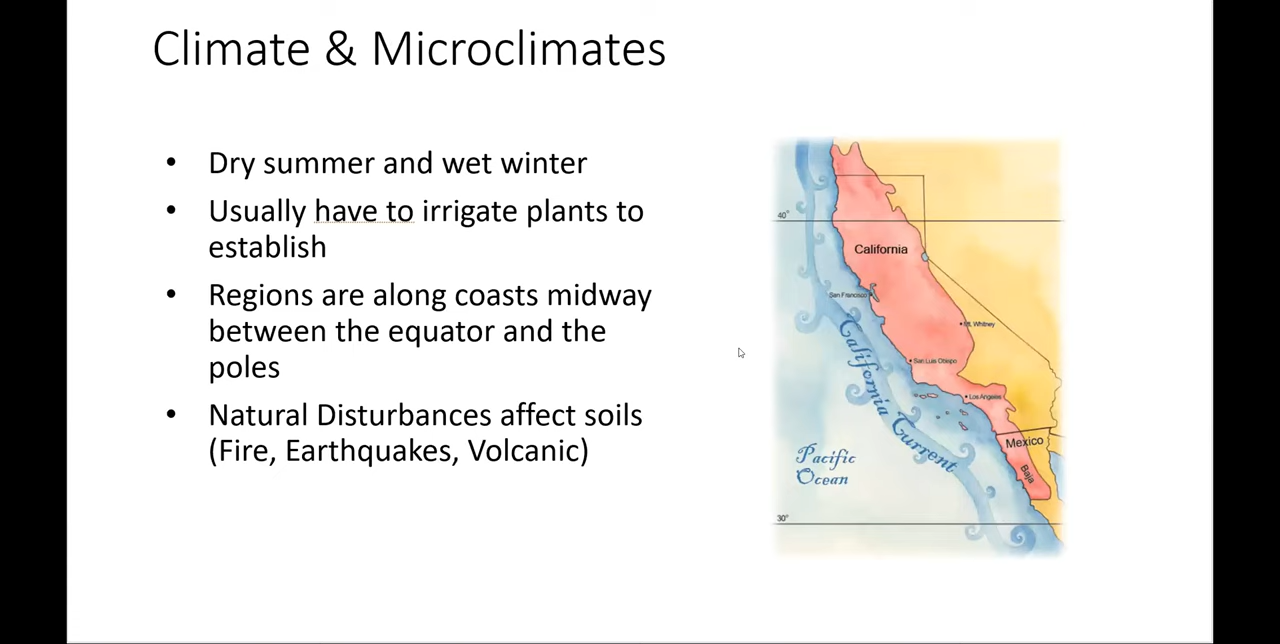 Climate & Microclimates
• Dry summer and wet winter
• Usually have to irrigate plants to
establish
• Regions are along coasts midway
between the equator and the
poles
• Natural Disturbances affect soils
(Fire, Earthquakes, Volcanic)
40°
California
San Francisco
Mt. Whitney
San Luis Obispo
Los Angeles
California Current
Mexico
Baja
Pacific
Ocean
30°